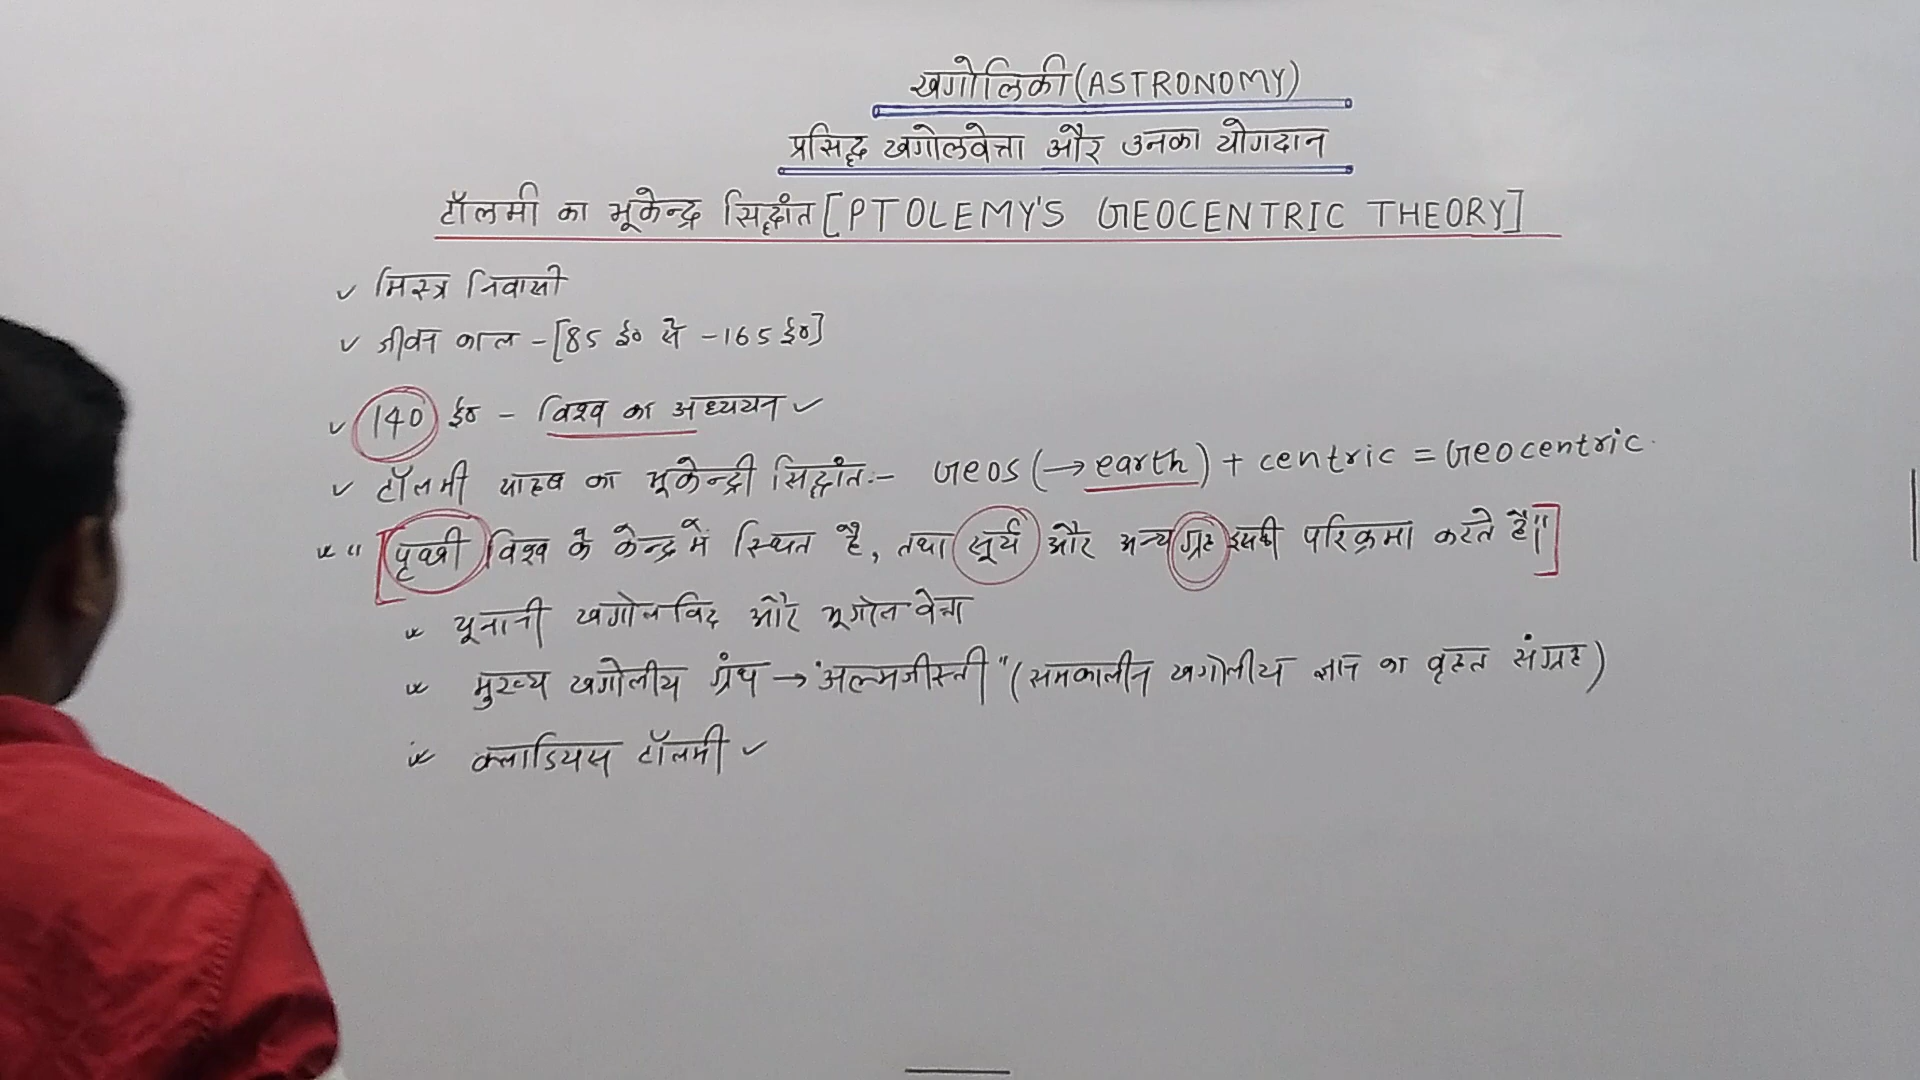 खगोलिकी (ASTRONOMY)
प्रसिद्ध खगोलवेत्ता और उनका योगदान
टॉलमी का भूकेन्द्र सिद्धांत [PTOLEMY'S GEOCENTRIC THEORY]
✓ मिस्त्र निवासी
✓ जीवन काल - [85 ई० से - 165 ई०]
✓ 140 ई० - विश्व का अध्ययन ✓
✓ टॉलमी साहब का भूकेन्द्री सिद्धांत :- Geos (→ earth) + centric = Geocentric.
* " [पृथ्वी विश्व के केन्द्र में स्थित है, तथा सूर्य और अन्य ग्रह इसकी परिक्रमा करते हैं"]
* यूनानी खगोलविद और भूगोलवेत्ता
* मुख्य खगोलीय ग्रंथ → "अल्मजीस्ती" (समकालीन खगोलीय ज्ञान का वृहत संग्रह)
* क्लाडियस टॉलमी ✓